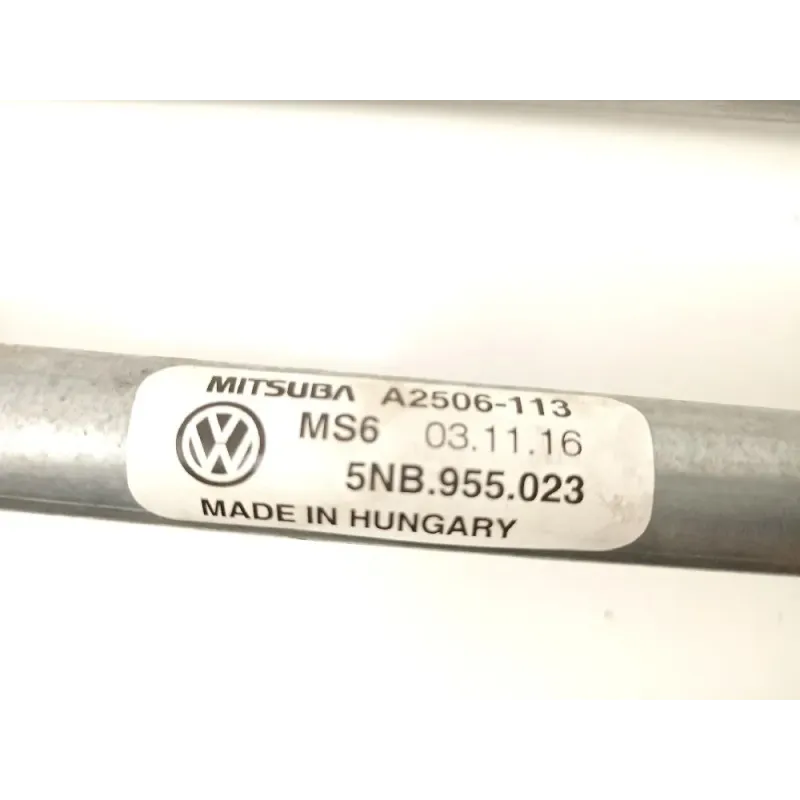 MITSUBA A2506-113
MS6 03.11.16
5NB.955.023
MADE IN HUNGARY